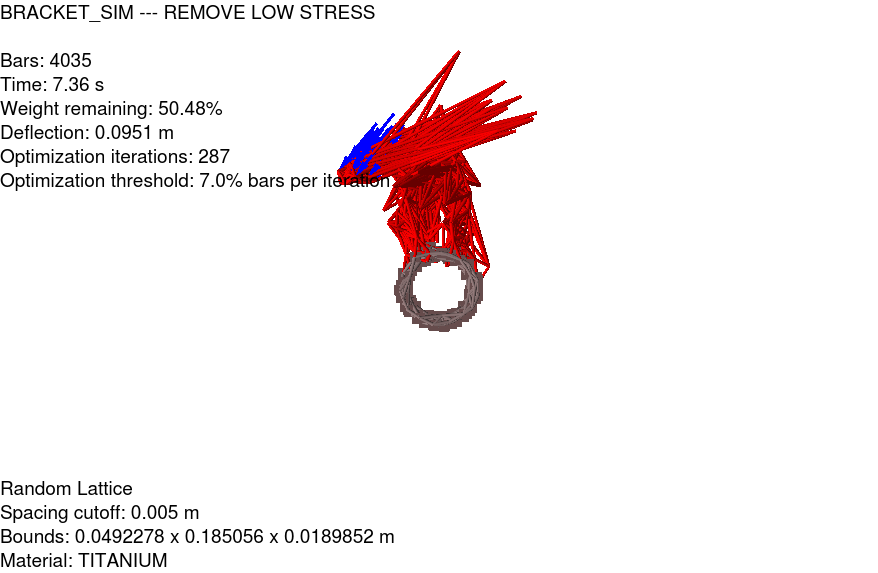 BRACKET_SIM --- REMOVE LOW STRESS
Bars: 4035
Time: 7.36 s
Weight remaining: 50.48%
Deflection: 0.0951 m
Optimization iterations: 287
Optimization threshold: 7.0% bars per iteration
Random Lattice
Spacing cutoff: 0.005 m
Bounds: 0.0492278 x 0.185056 x 0.0189852 m
Material: TITANIUM